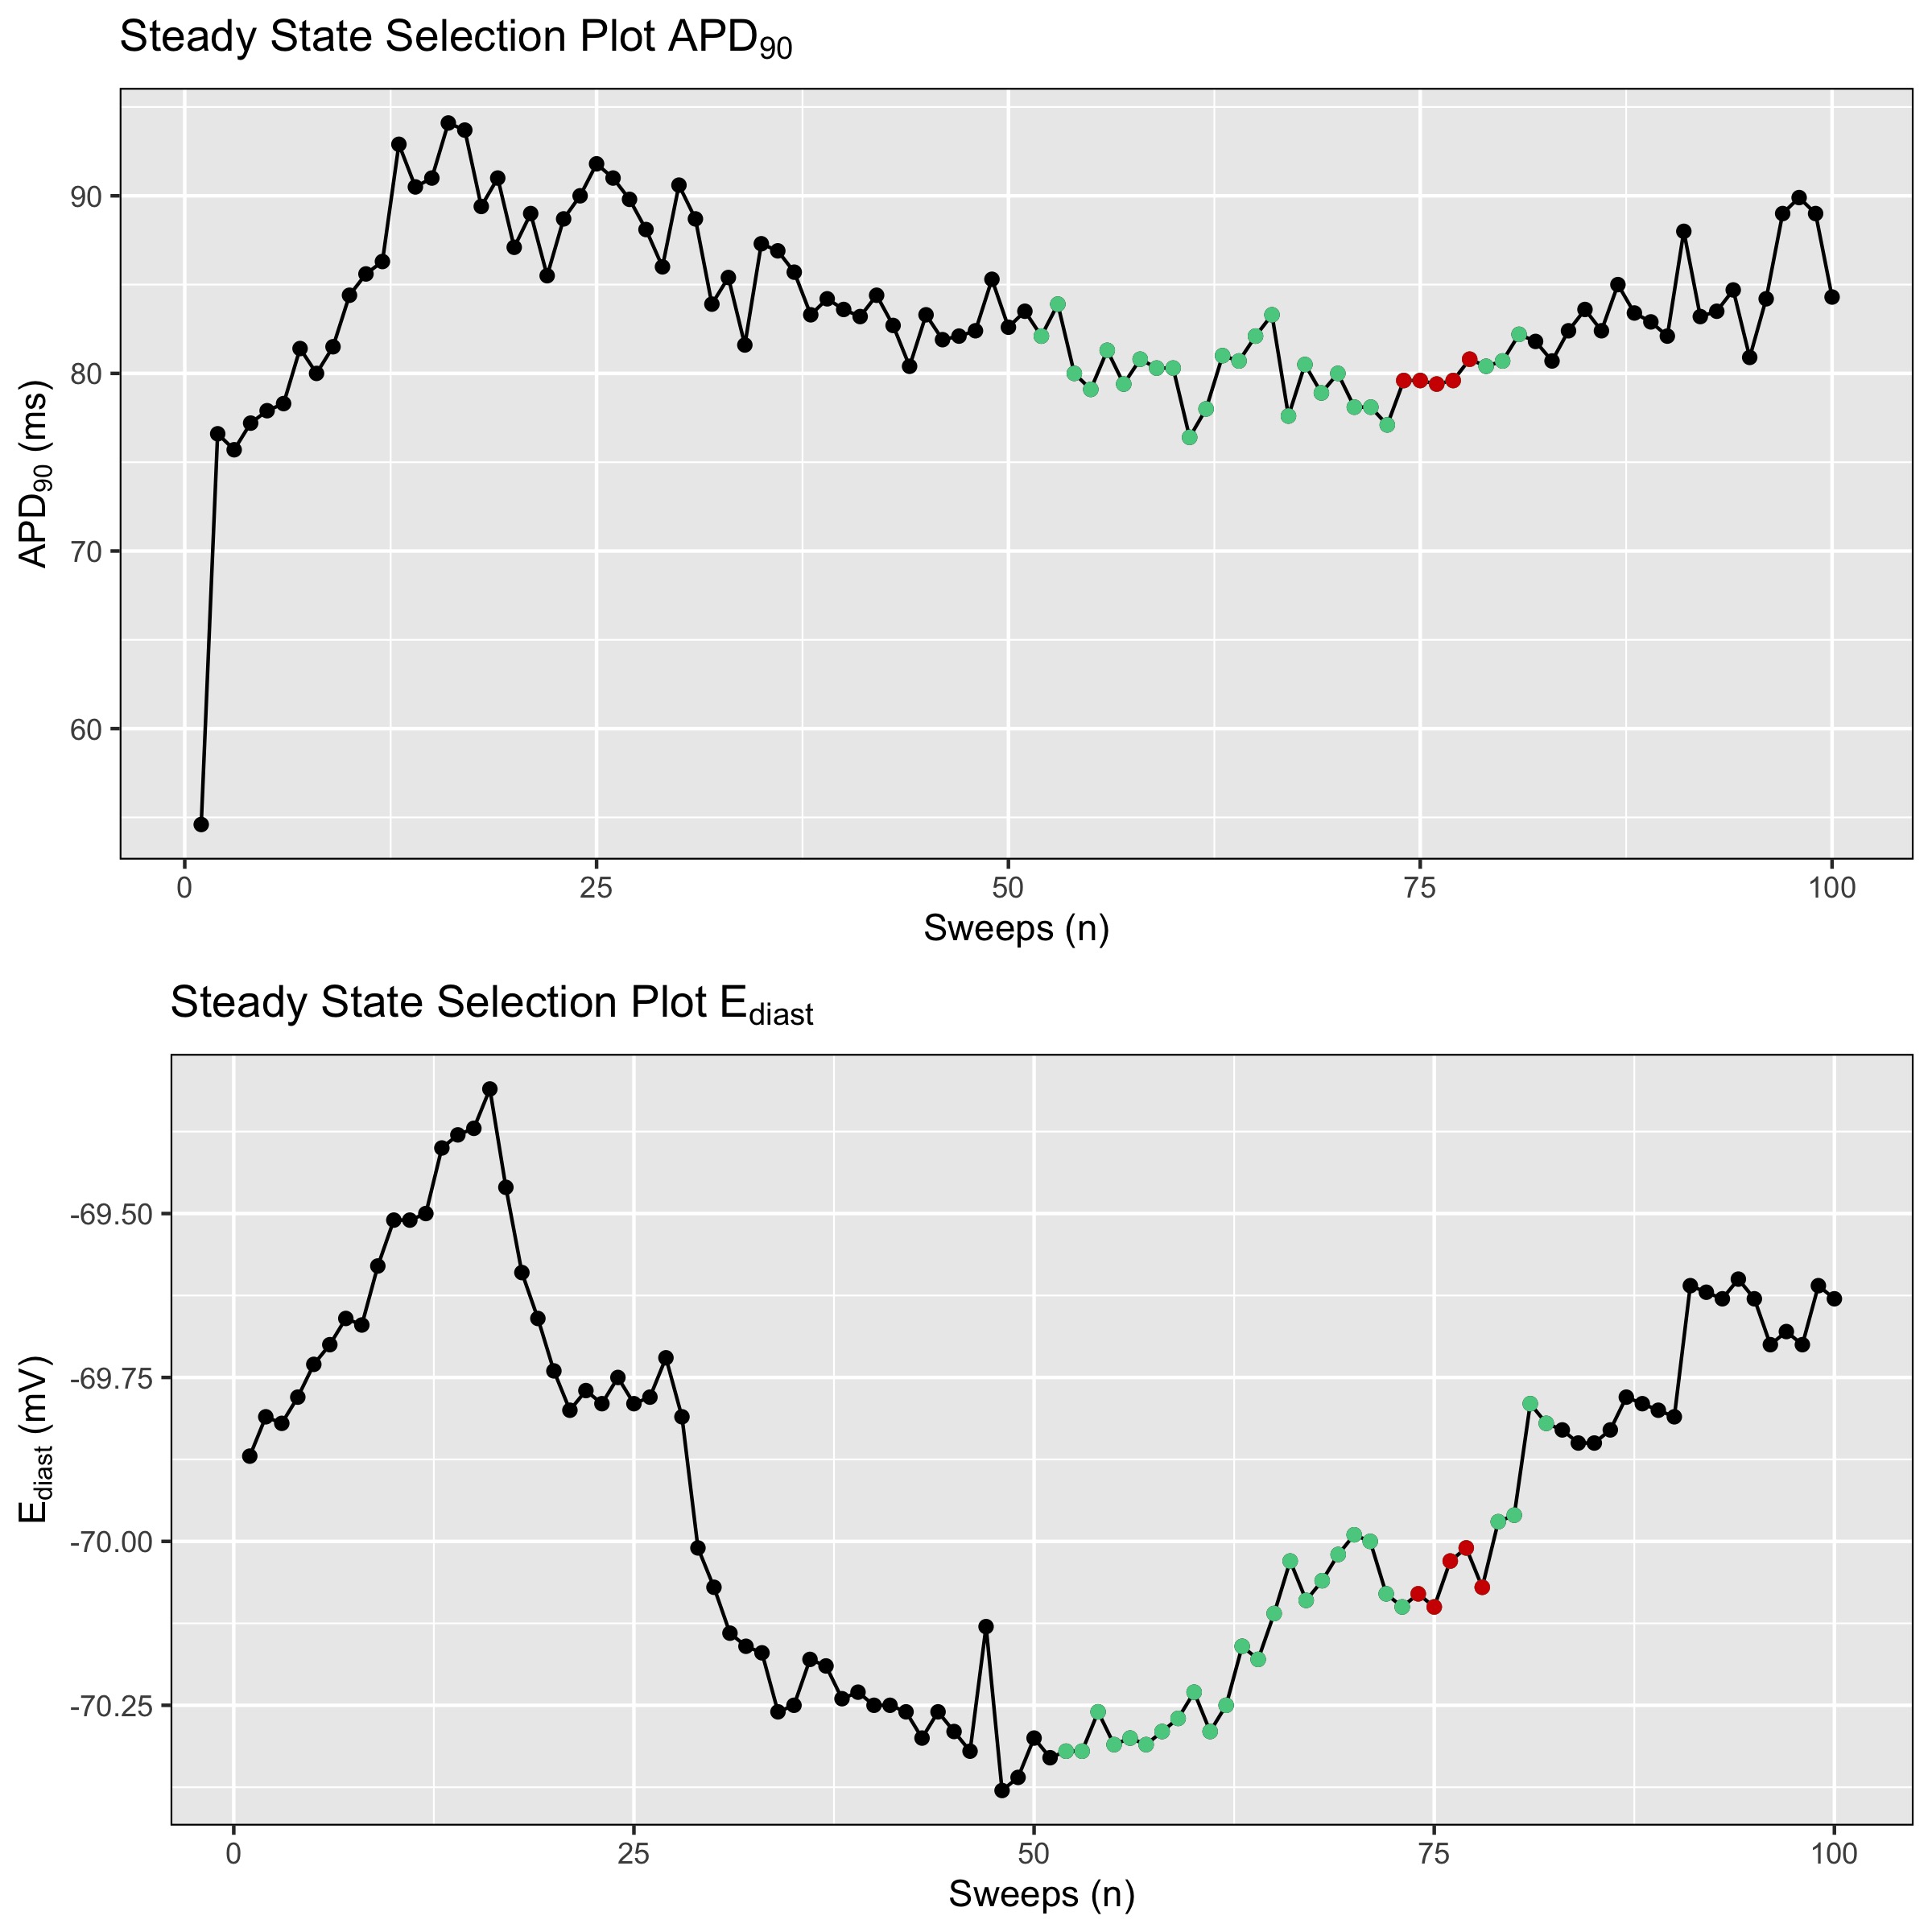 Steady State Selection Plot APD90
90
80
70
60
APD90 (ms)
0 25 50 75 100
Sweeps (n)
Steady State Selection Plot Ediast
-69.50
-69.75
-70.00
-70.25
Ediast (mV)
0 25 50 75 100
Sweeps (n)